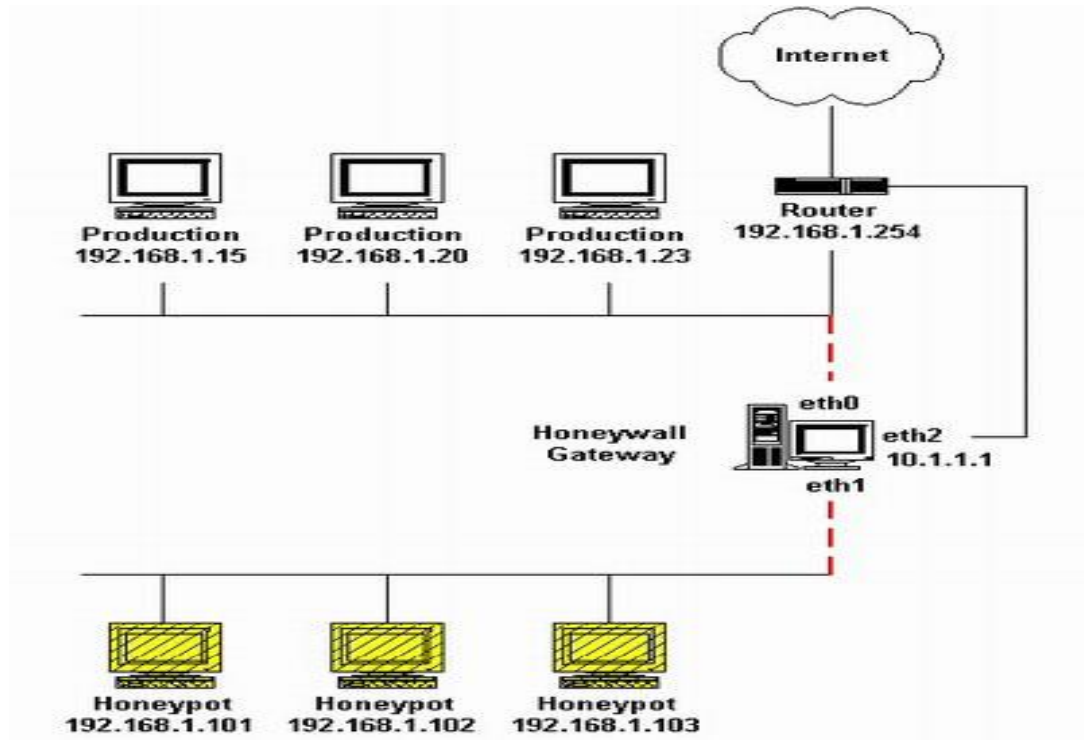 Internet
Router
192.168.1.254
Production
192.168.1.15
Production
192.168.1.20
Production
192.168.1.23
eth0
Honeywall
Gateway
eth2
10.1.1.1
eth1
Honeypot
192.168.1.101
Honeypot
192.168.1.102
Honeypot
192.168.1.103